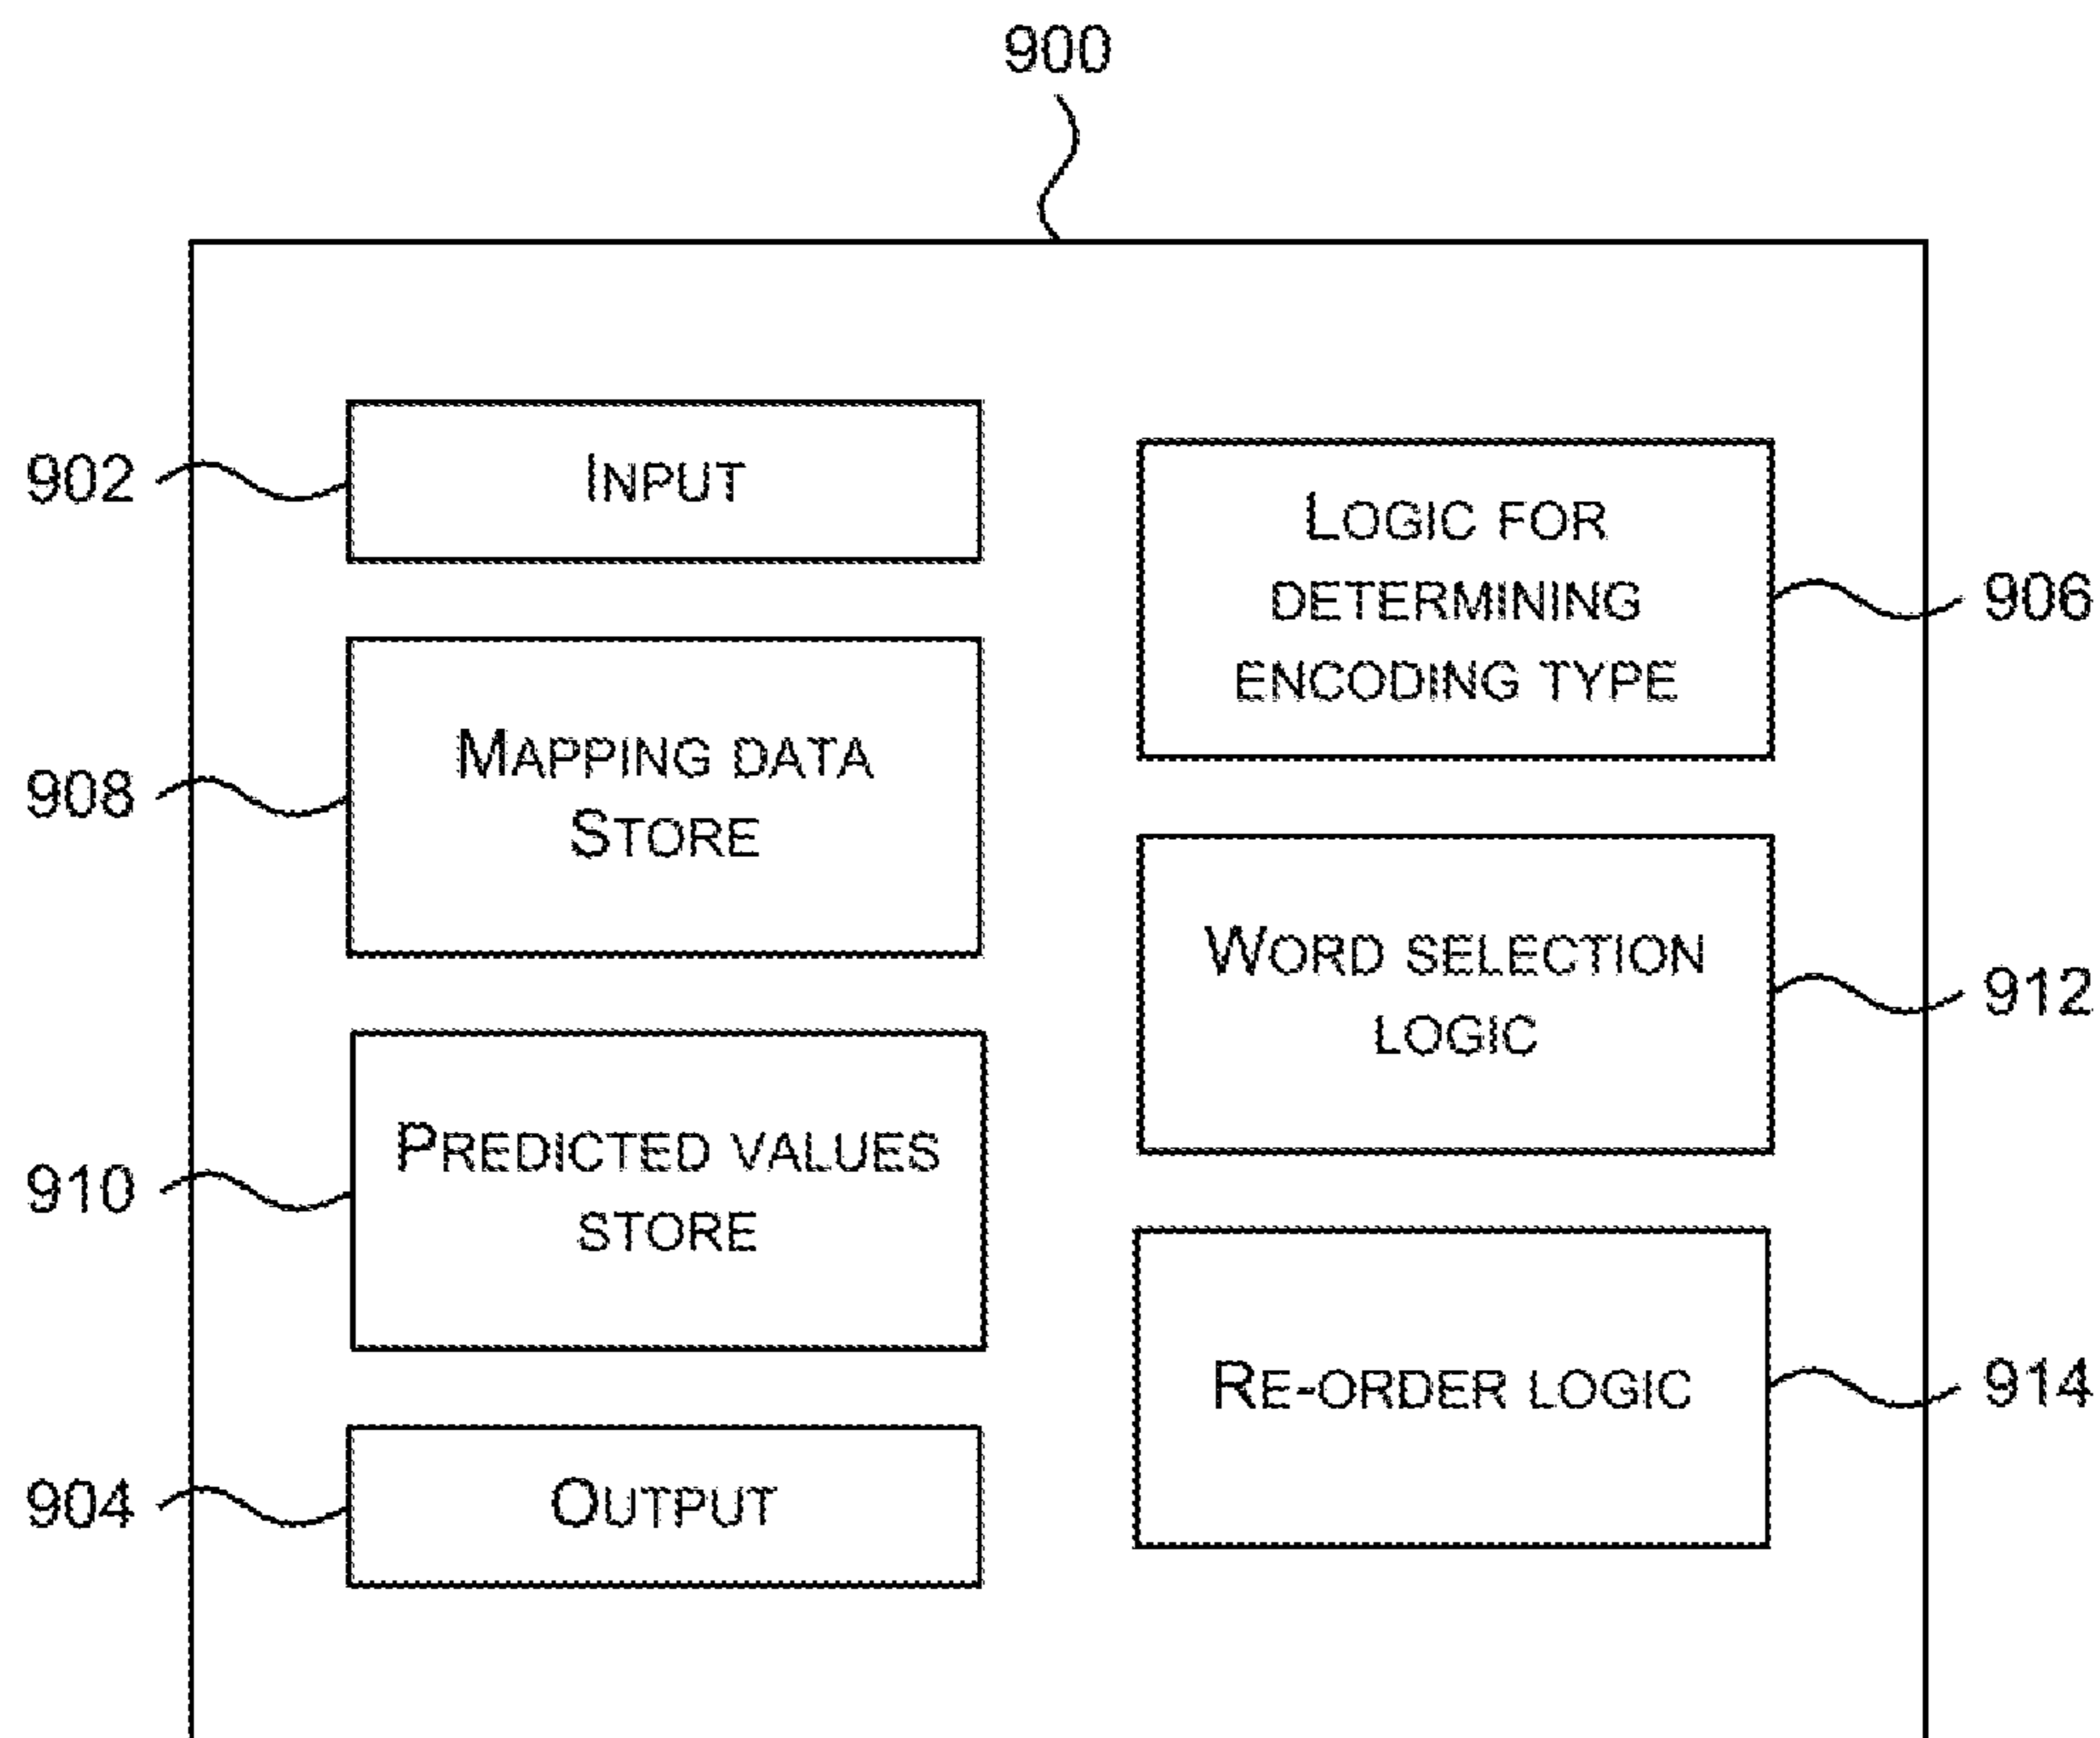 900
902
INPUT
LOGIC FOR
DETERMINING
ENCODING TYPE
906
908
MAPPING DATA
STORE
WORD SELECTION
LOGIC
912
910
PREDICTED VALUES
STORE
RE-ORDER LOGIC
914
904
OUTPUT